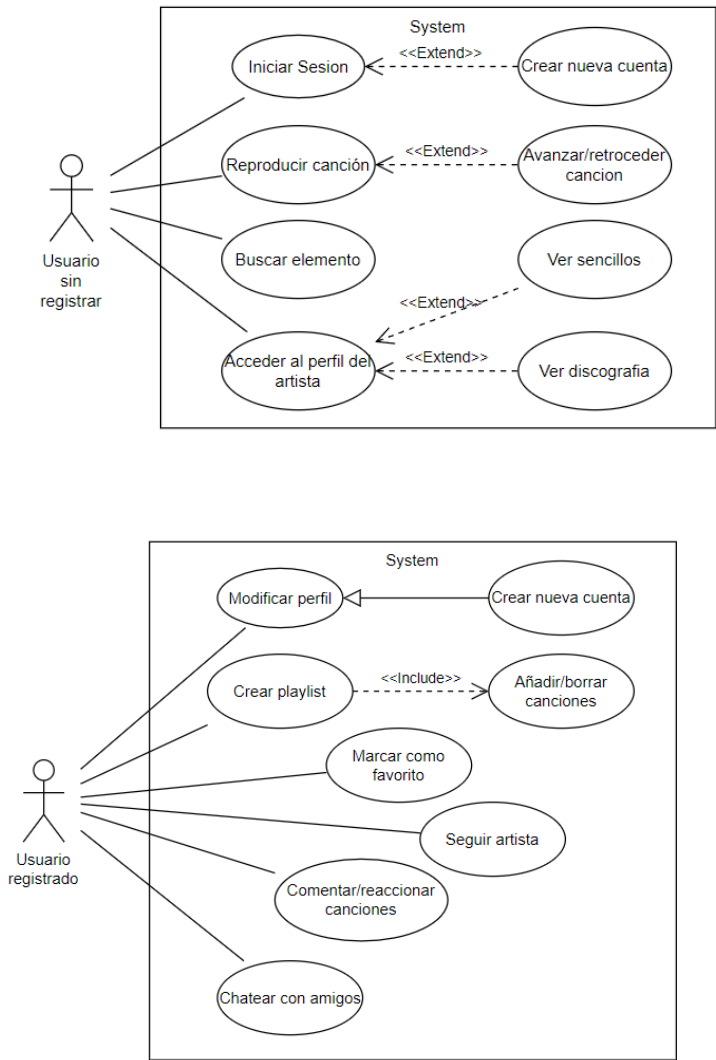 System
Iniciar Sesion
<<Extend>>
Crear nueva cuenta
Reproducir canción
<<Extend>>
Avanzar/retroceder
cancion
Usuario
sin
registrar
Buscar elemento
Ver sencillos
<<Extend>>
Acceder al perfil del
artista
<<Extend>>
Ver discografia
System
Modificar perfil
Crear nueva cuenta
Crear playlist
<<Include>>
Añadir/borrar
canciones
Marcar como
favorito
Seguir artista
Usuario
registrado
Comentar/reaccionar
canciones
Chatear con amigos